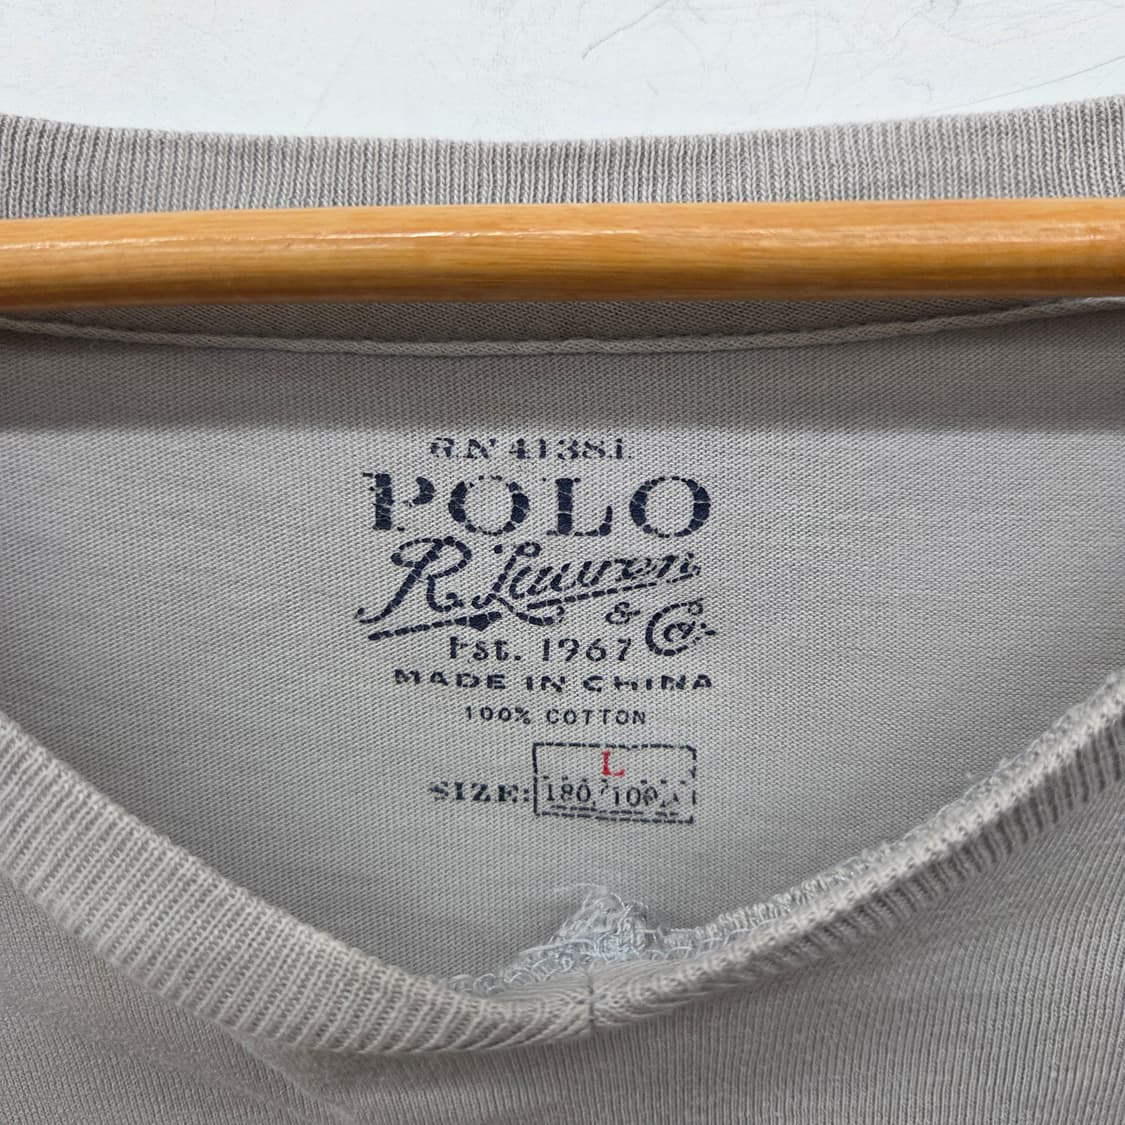 RN 41381
POLO
R. Lauren
& Co.
Est. 1967
MADE IN CHINA
100% COTTON
L
SIZE: 180/100A